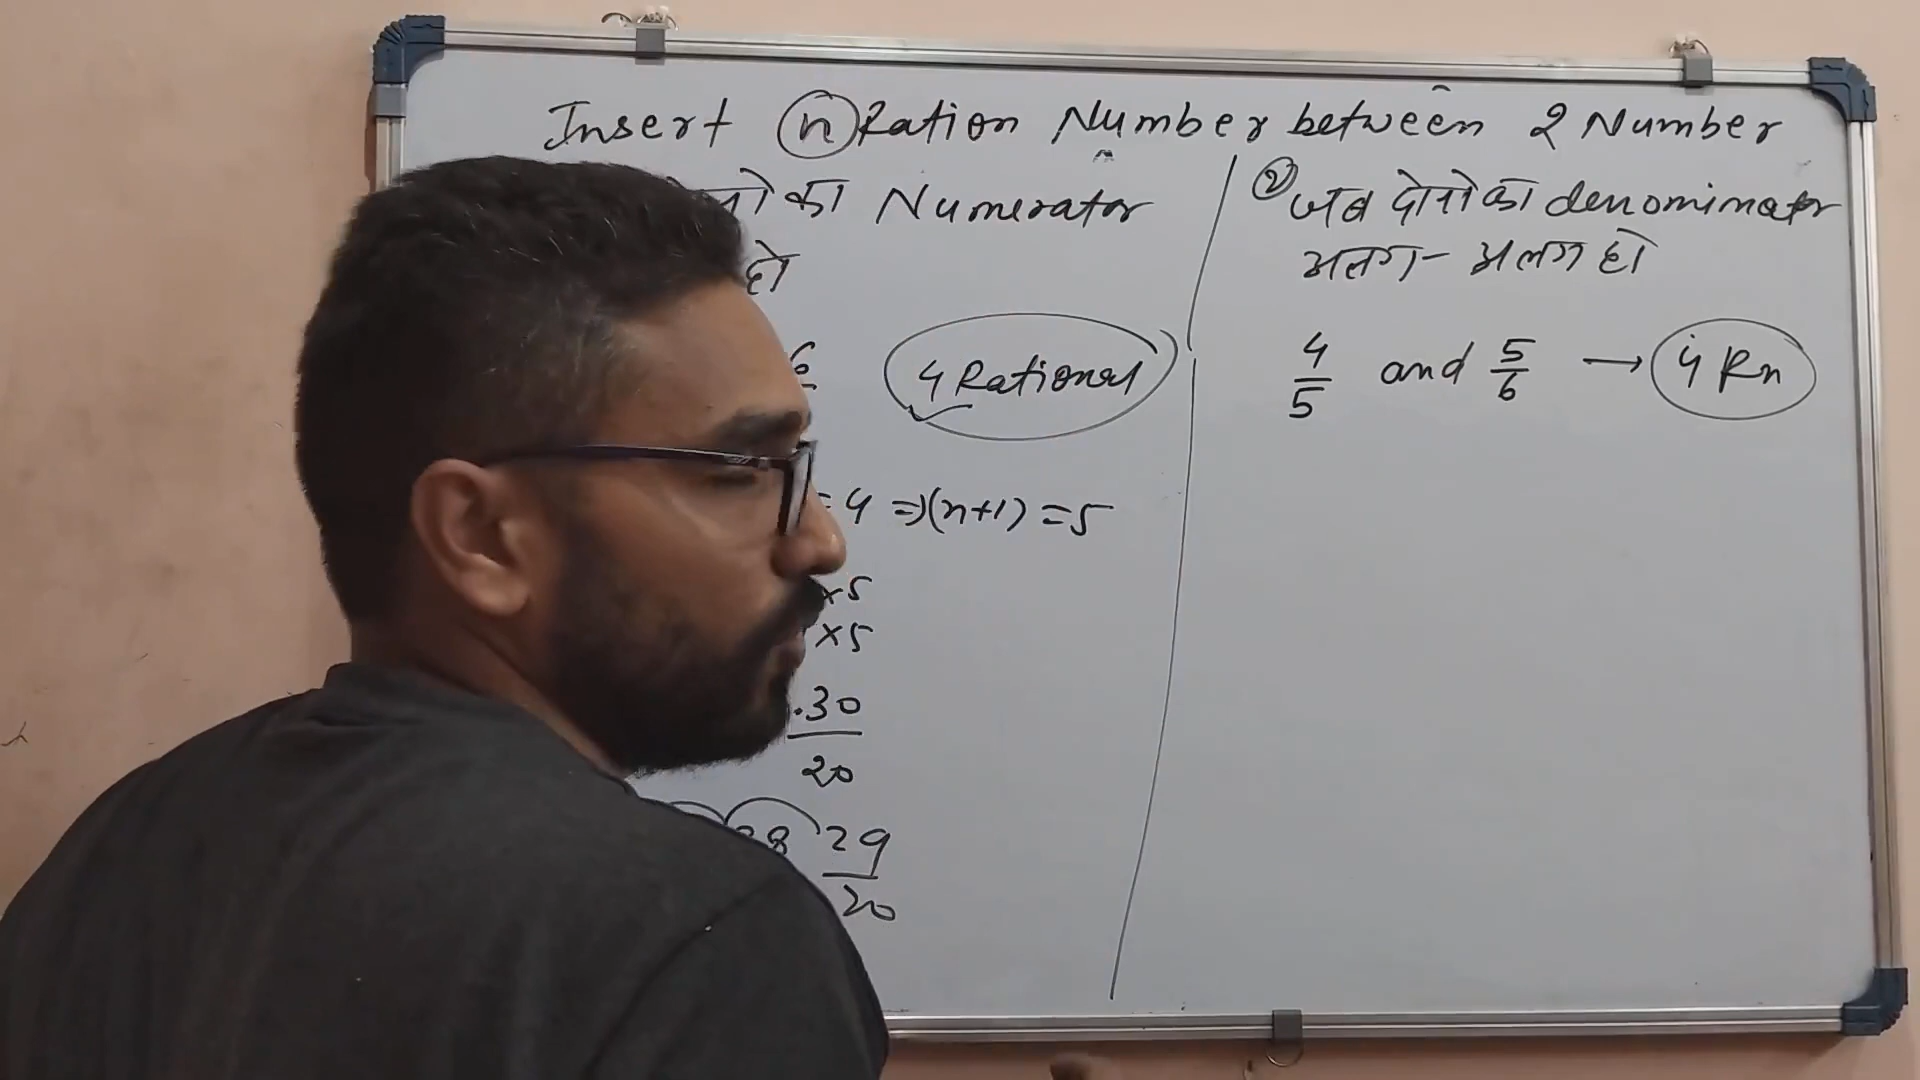 Insert n Ration Number between 2 Number
का Numerator
हो
6
4 Rational
= 4 => (n+1) = 5
×5
×5
30
20
28 29
20
② जब दोनो का denominator
अलग - अलग हो
4/5 and 5/6 → 4 Rn